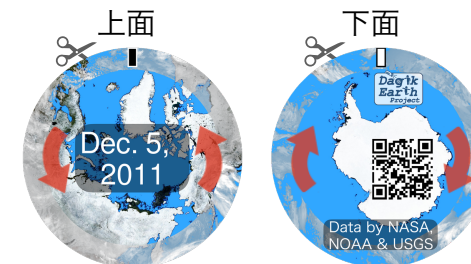 上面
下面
Dec. 5,
2011
Dagik
Earth
Project
Data by NASA,
NOAA & USGS